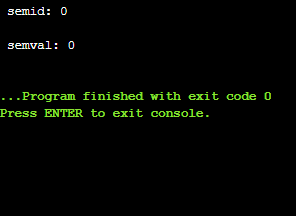 semid: 0
semval: 0
...Program finished with exit code 0
Press ENTER to exit console.